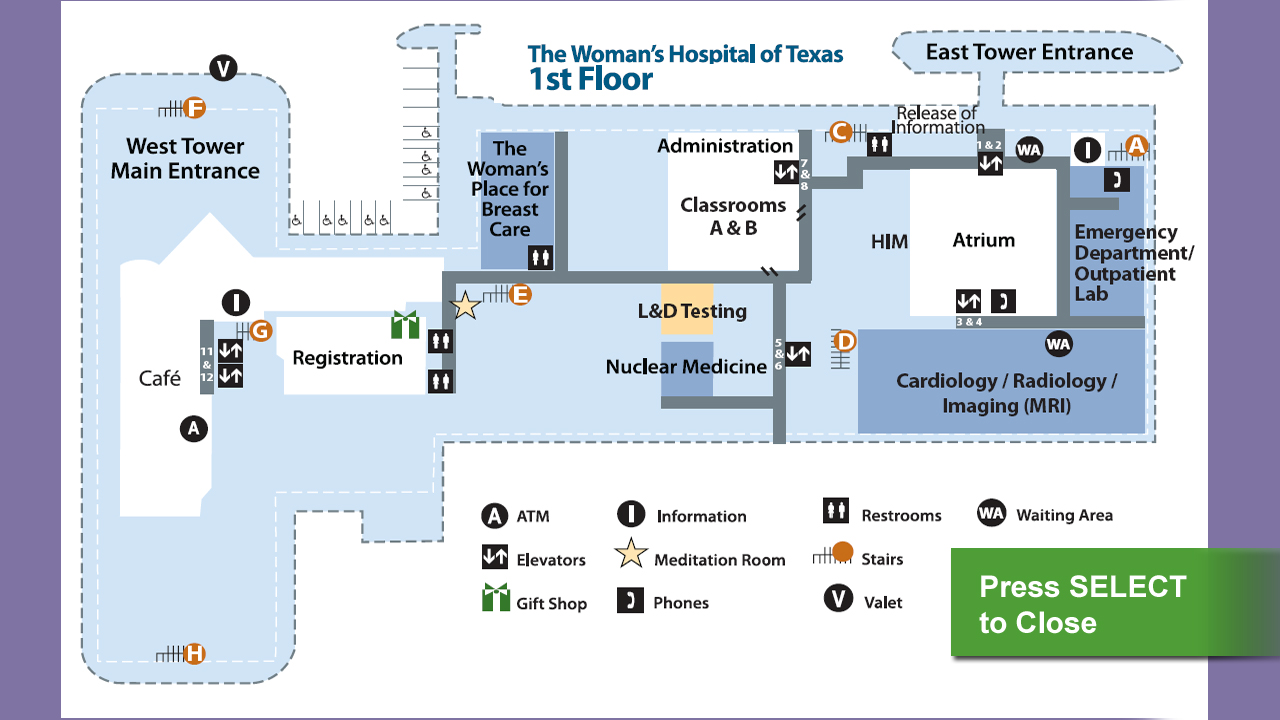 The Woman's Hospital of Texas
1st Floor
East Tower Entrance
V
F
West Tower
Main Entrance
The
Woman's
Place for
Breast
Care
Administration
7
&
8
Classrooms
A & B
C
Release of
Information
1 & 2
WA
I
A
HIM
Atrium
3 & 4
Emergency
Department/
Outpatient
Lab
I
G
11
&
12
Café
A
Registration
E
L&D Testing
Nuclear Medicine
5
&
6
D
WA
Cardiology / Radiology /
Imaging (MRI)
H
A ATM
I Information
Restrooms
WA Waiting Area
Elevators
Meditation Room
Stairs
Gift Shop
Phones
V Valet
Press SELECT
to Close